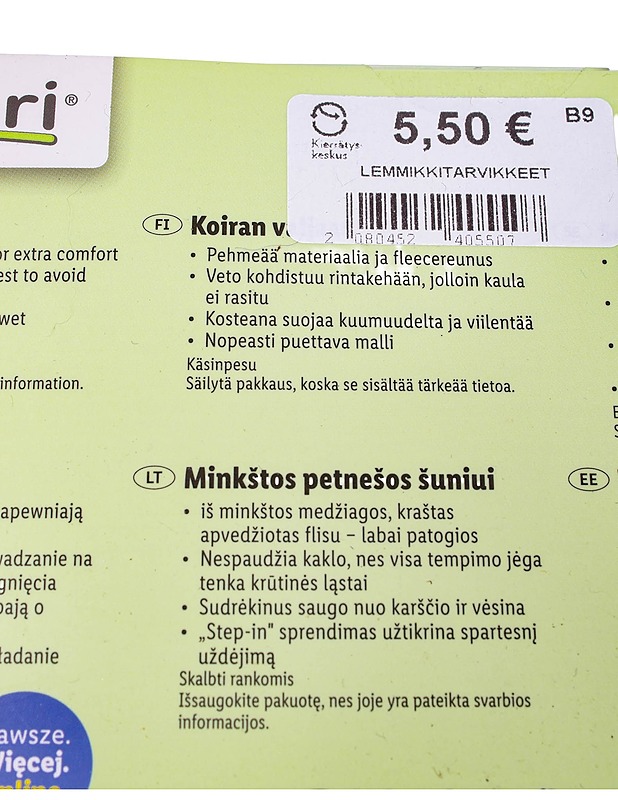 ri®
Kierrätys-
keskus
5,50 €
B9
LEMMIKKITARVIKKEET
2 080452 405507
or extra comfort
est to avoid
wet
information.
FI Koiran v
• Pehmeää materiaalia ja fleecereunus
• Veto kohdistuu rintakehään, jolloin kaula
ei rasitu
• Kosteana suojaa kuumuudelta ja viilentää
• Nopeasti puettava malli
Käsinpesu
Säilytä pakkaus, koska se sisältää tärkeää tietoa.
apewniają
wadzanie na
gnięcia
bają o
ładanie
LT Minkštos petnešos šuniui
• iš minkštos medžiagos, kraštas
apvedžiotas flisu – labai patogios
• Nespaudžia kaklo, nes visa tempimo jėga
tenka krūtinės ląstai
• Sudrėkinus saugo nuo karščio ir vėsina
• „Step-in" sprendimas užtikrina spartesnį
uždėjimą
Skalbti rankomis
Išsaugokite pakuotę, nes joje yra pateikta svarbios
informacijos.
EE
awsze.
Więcej.
online